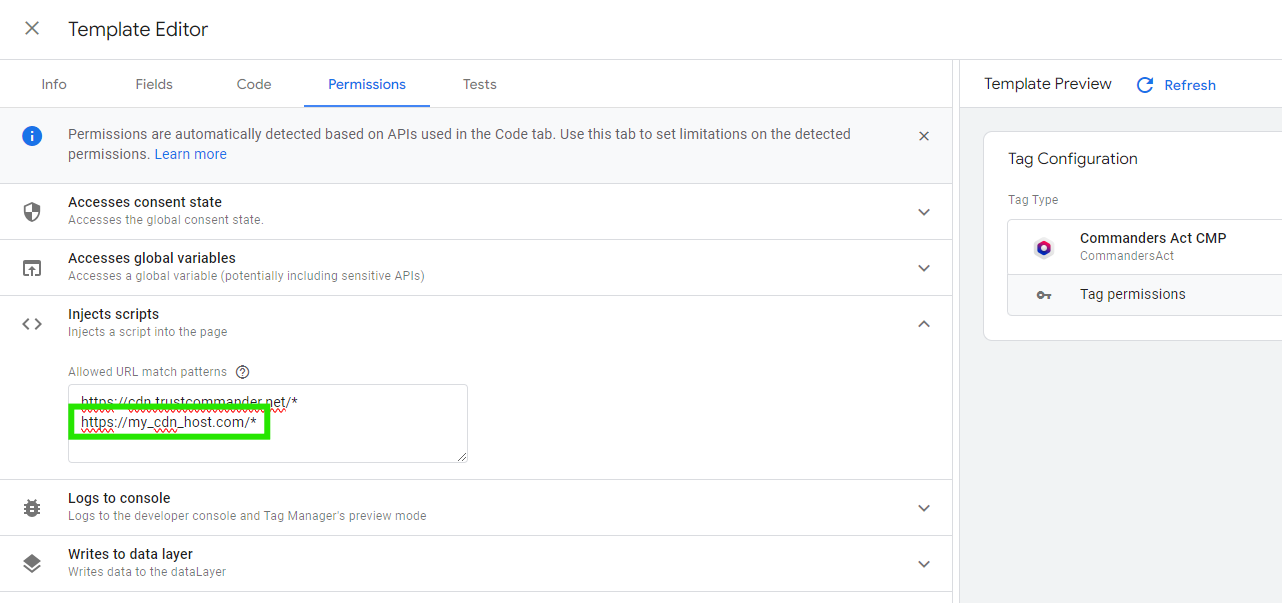 Template Editor
Info
Fields
Code
Permissions
Tests
Permissions are automatically detected based on APIs used in the Code tab. Use this tab to set limitations on the detected
permissions. Learn more
Accesses consent state
Accesses the global consent state.
Accesses global variables
Accesses a global variable (potentially including sensitive APIs)
Injects scripts
Injects a script into the page
Allowed URL match patterns
https://cdn.trustcommander.net/*
https://my_cdn_host.com/*
Logs to console
Logs to the developer console and Tag Manager's preview mode
Writes to data layer
Writes data to the dataLayer
Template Preview
Refresh
Tag Configuration
Tag Type
Commanders Act CMP
CommandersAct
Tag permissions